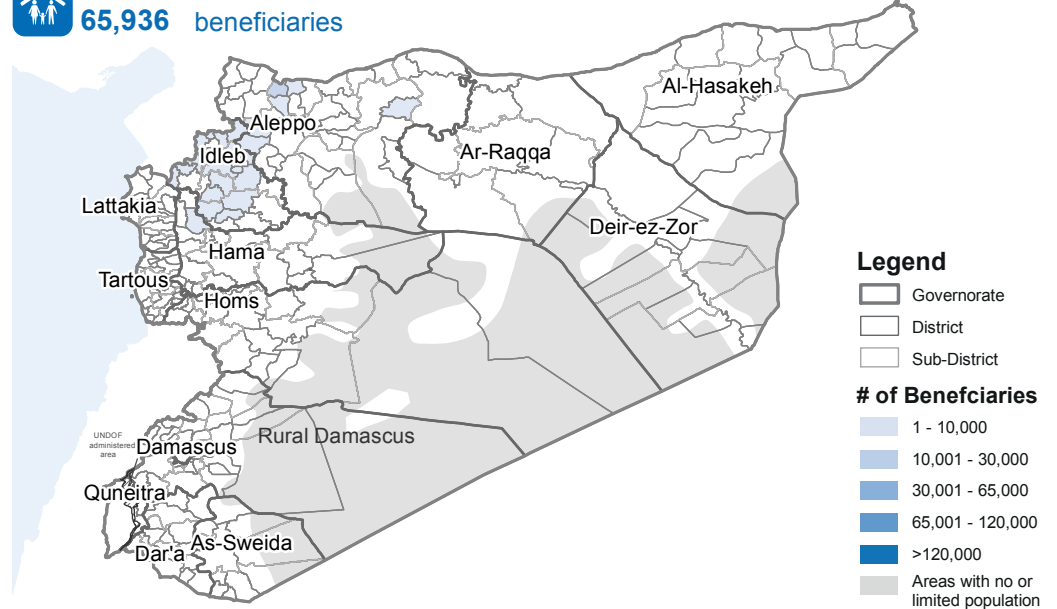 65,936 beneficiaries
Al-Hasakeh
Aleppo
Idleb
Ar-Raqqa
Lattakia
Deir-ez-Zor
Hama
Tartous
Homs
UNDOF
administered
area
Damascus
Rural Damascus
Quneitra
Dar'a
As-Sweida
Legend
Governorate
District
Sub-District
# of Benefciaries
1 - 10,000
10,001 - 30,000
30,001 - 65,000
65,001 - 120,000
>120,000
Areas with no or
limited population